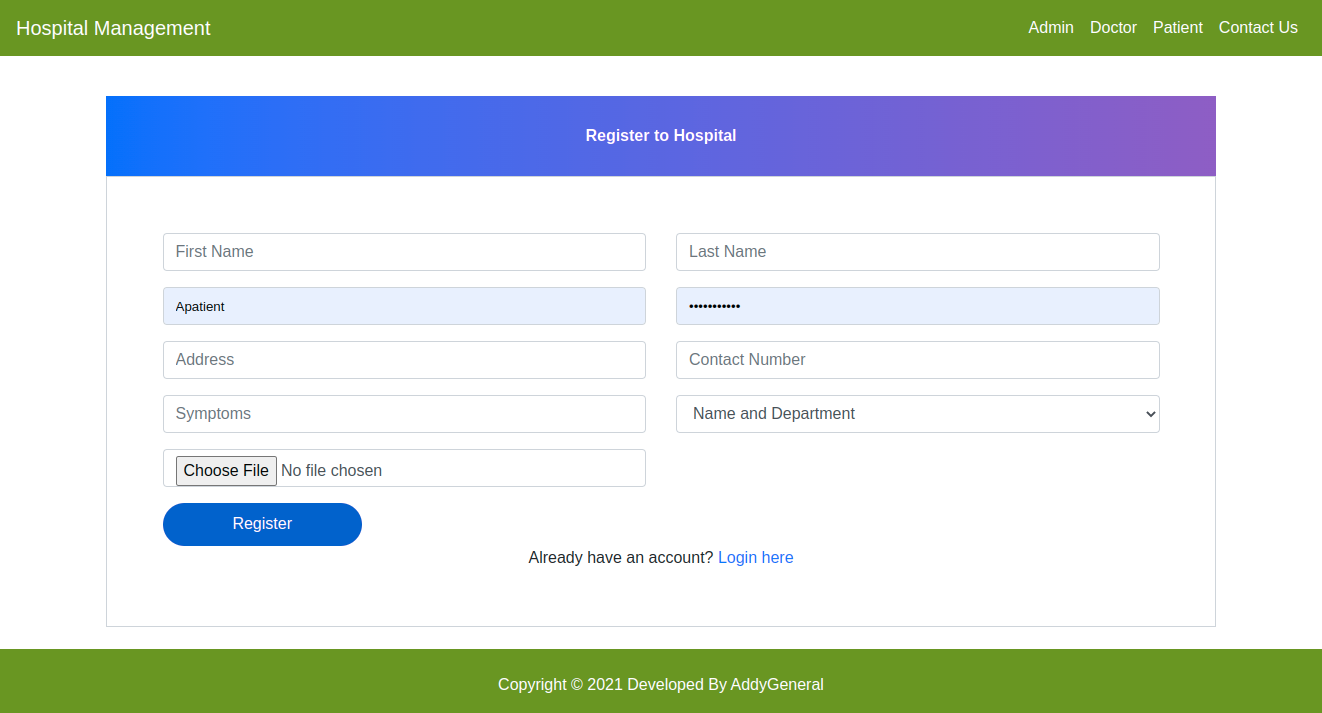 Hospital Management
Admin Doctor Patient Contact Us
Register to Hospital
First Name
Last Name
Apatient
•••••••••••
Address
Contact Number
Symptoms
Name and Department
Choose File No file chosen
Register
Already have an account? Login here
Copyright © 2021 Developed By AddyGeneral